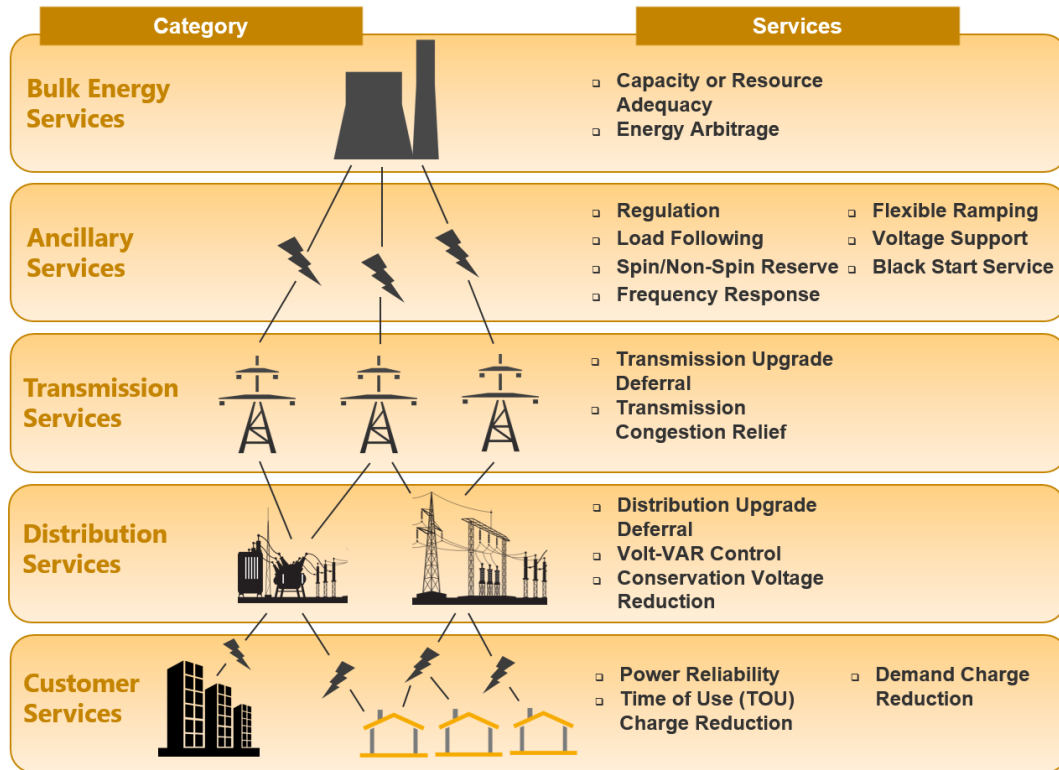 Category
Services
Bulk Energy
Services
Capacity or Resource
Adequacy
Energy Arbitrage
Ancillary
Services
Regulation
Load Following
Spin/Non-Spin Reserve
Frequency Response
Flexible Ramping
Voltage Support
Black Start Service
Transmission
Services
Transmission Upgrade
Deferral
Transmission
Congestion Relief
Distribution
Services
Distribution Upgrade
Deferral
Volt-VAR Control
Conservation Voltage
Reduction
Customer
Services
Power Reliability
Time of Use (TOU)
Charge Reduction
Demand Charge
Reduction